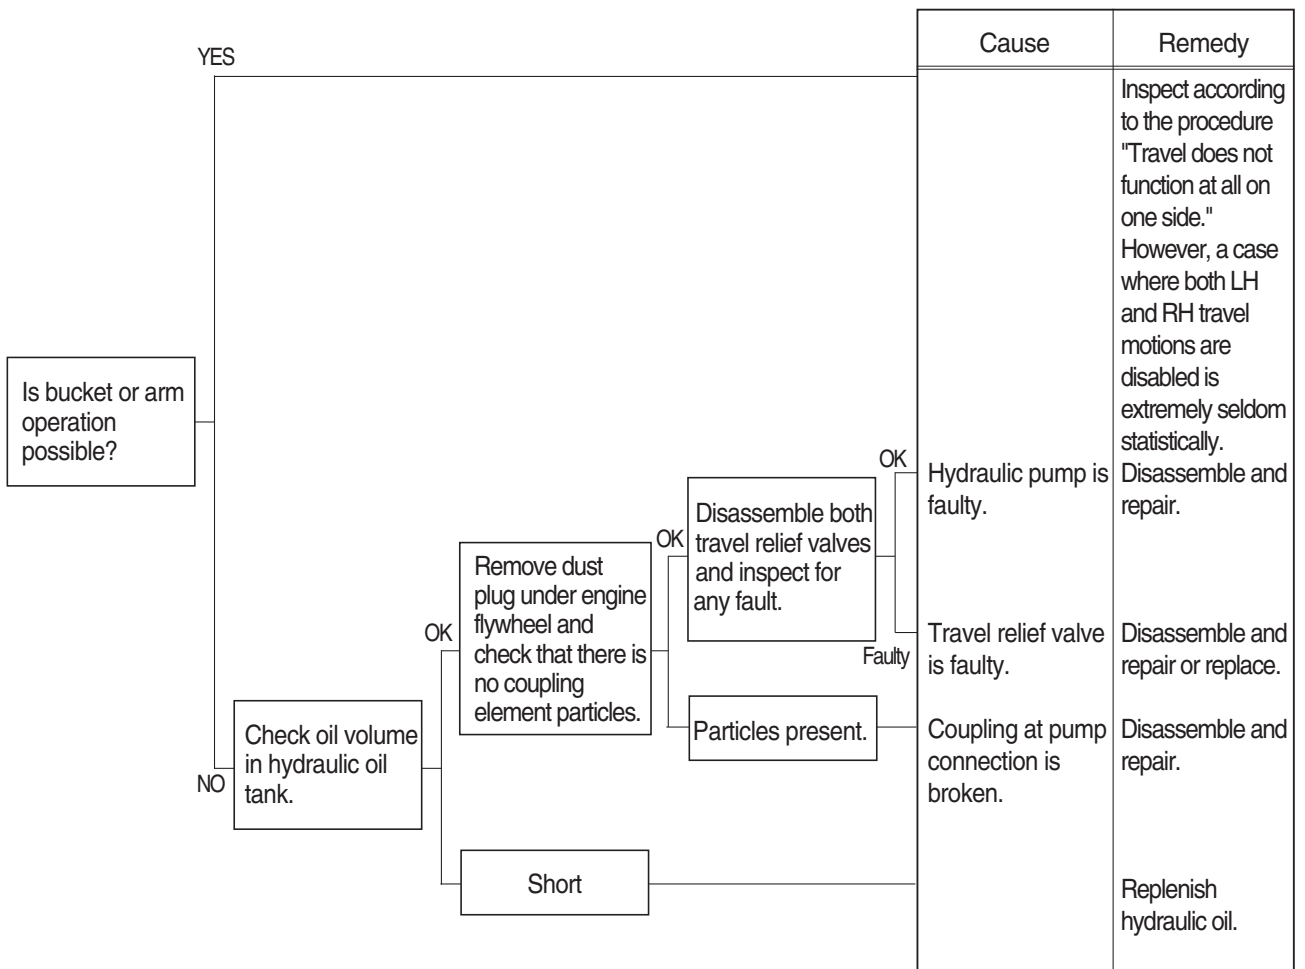 Cause
Remedy
YES
Inspect according
to the procedure
"Travel does not
function at all on
one side."
However, a case
where both LH
and RH travel
motions are
disabled is
extremely seldom
statistically.
Is bucket or arm
operation
possible?
NO
Check oil volume
in hydraulic oil
tank.
OK
Remove dust
plug under engine
flywheel and
check that there is
no coupling
element particles.
OK
Disassemble both
travel relief valves
and inspect for
any fault.
OK
Hydraulic pump is
faulty.
Disassemble and
repair.
Faulty
Travel relief valve
is faulty.
Disassemble and
repair or replace.
Particles present.
Coupling at pump
connection is
broken.
Disassemble and
repair.
Short
Replenish
hydraulic oil.